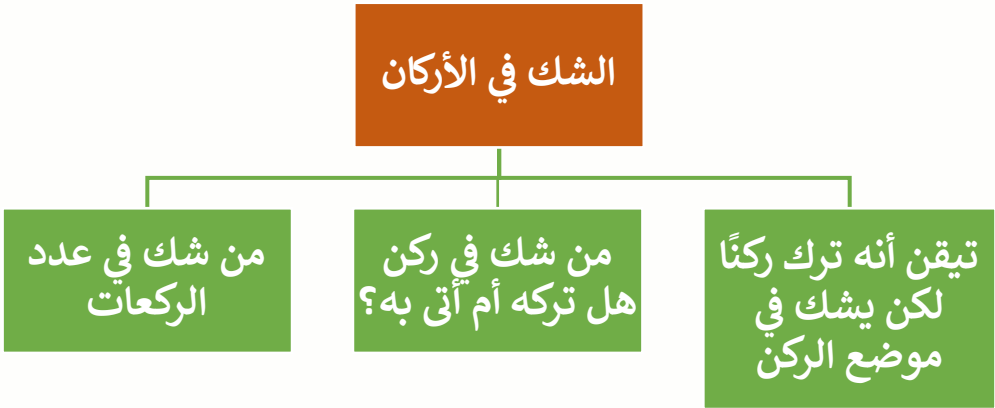 الشك في الأركان
تيقن أنه ترك ركنًا
لكن يشك في
موضع الركن
من شك في ركن
هل تركه أم أتى به؟
من شك في عدد
الركعات